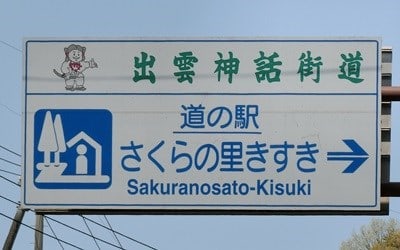 出雲神話街道
道の駅
さくらの里きすき
Sakuranosato-Kisuki